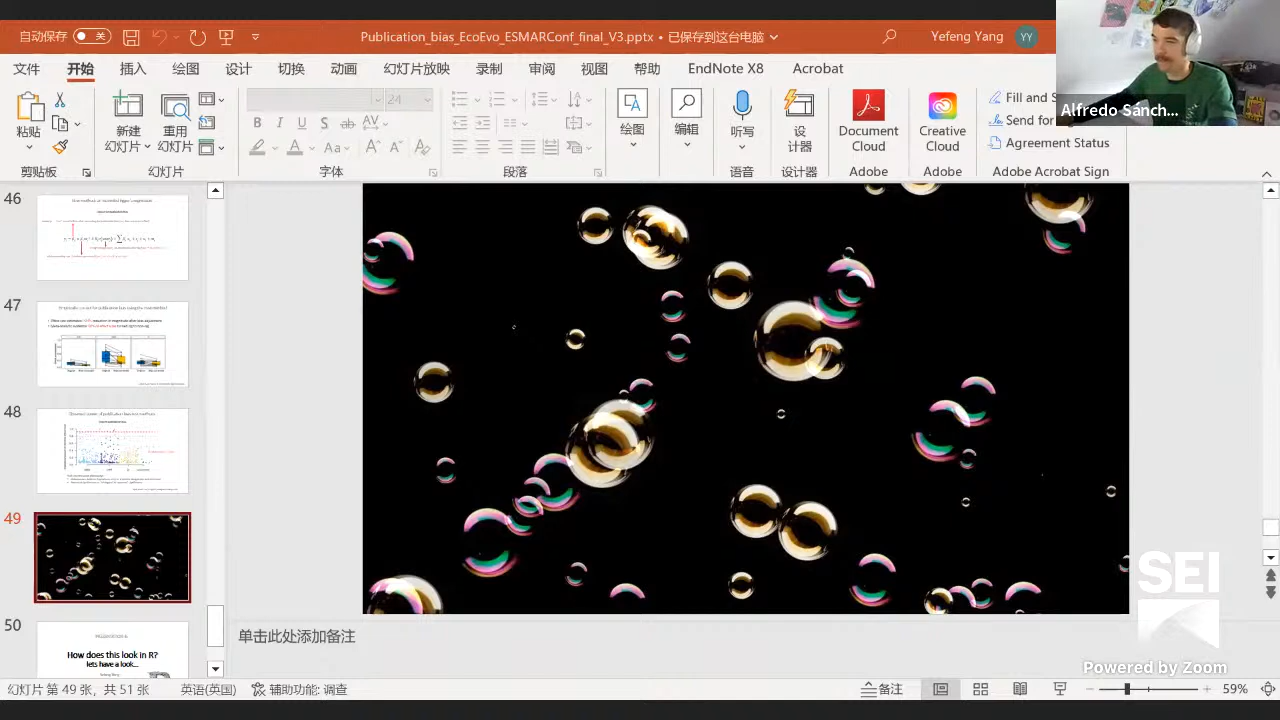 自动保存 关
Publication_bias_EcoEvo_ESMARConf_final_V3.pptx • 已保存到这台电脑
Yefeng Yang YY
文件 开始 插入 绘图 设计 切换 动画 幻灯片放映 录制 审阅 视图 帮助 EndNote X8 Acrobat
Alfredo Sánch...
粘贴
剪贴板
新建
幻灯片
重用
幻灯片
幻灯片
24
B I U S ab AV
Aa A A
字体
段落
绘图
编辑
听写
语音
设
计器
设计器
Document
Cloud
Adobe
Creative
Cloud
Adobe
Fill and S
Send for
Agreement Status
Adobe Acrobat Sign
46
47
48
49
50
How does this look in R?
lets have a look...
单击此处添加备注
SEI
Powered by Zoom
幻灯片 第 49 张，共 51 张 英语(英国) 辅助功能: 调查
备注
59%